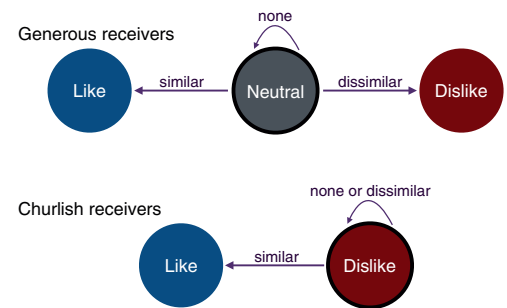 none
Generous receivers
Like
similar
Neutral
dissimilar
Dislike
none or dissimilar
Churlish receivers
Like
similar
Dislike